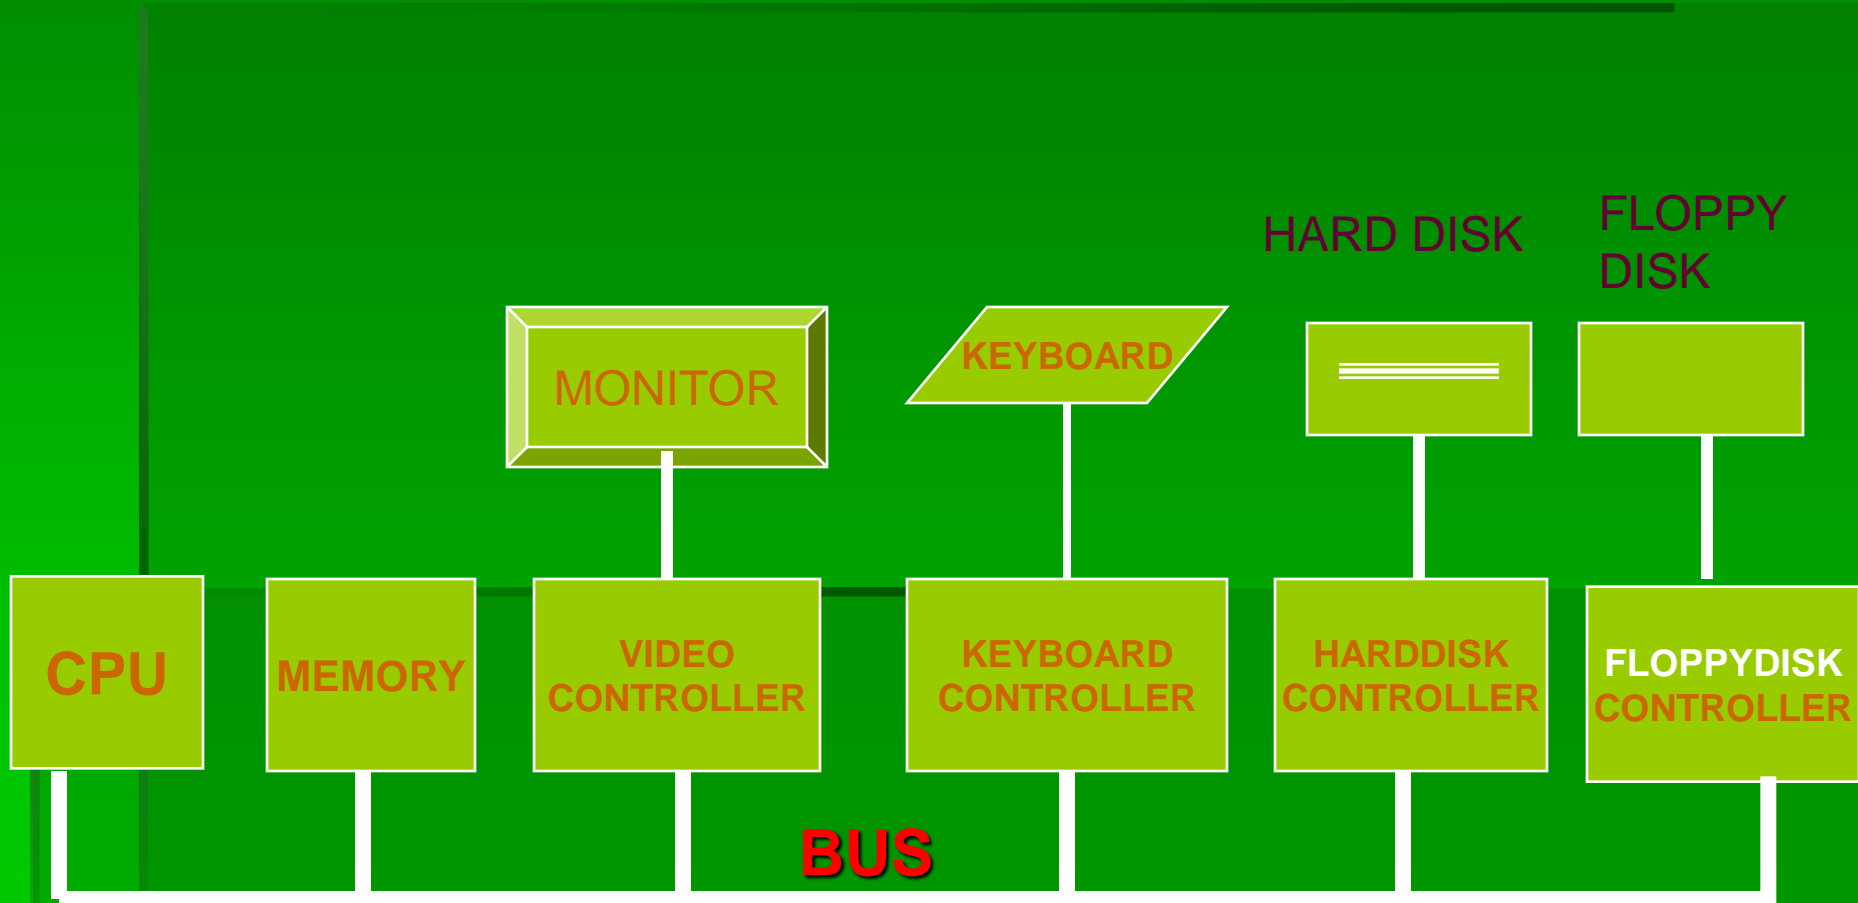 HARD DISK
FLOPPY
DISK
MONITOR
KEYBOARD
CPU
MEMORY
VIDEO
CONTROLLER
KEYBOARD
CONTROLLER
HARDDISK
CONTROLLER
FLOPPYDISK
CONTROLLER
BUS